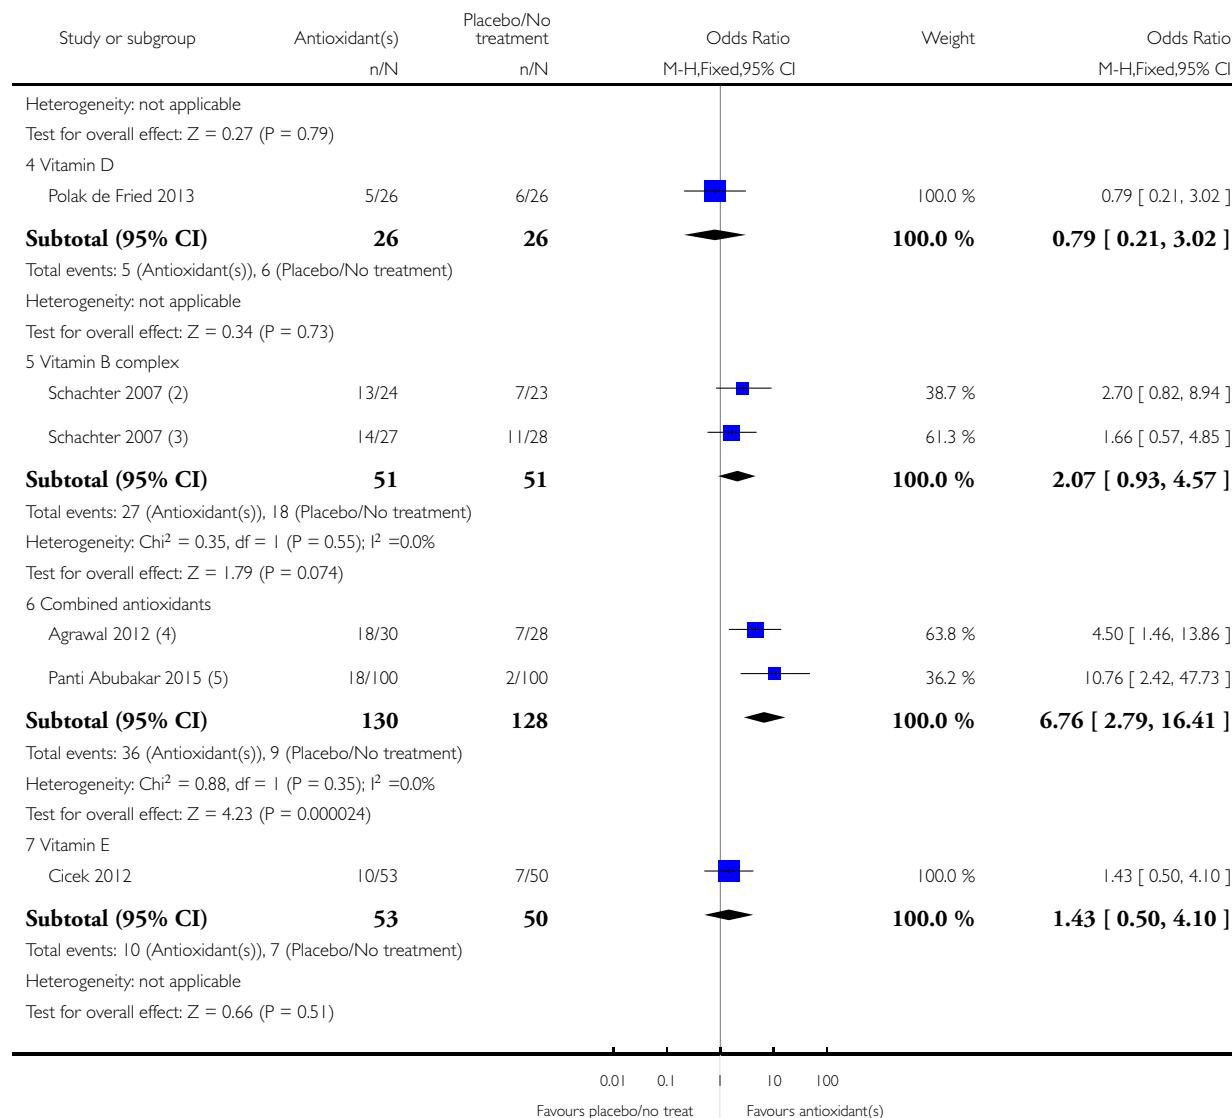 Study or subgroup Antioxidant(s) Placebo/No treatment Odds Ratio Weight Odds Ratio
n/N n/N M-H,Fixed,95% CI M-H,Fixed,95% CI
Heterogeneity: not applicable
Test for overall effect: Z = 0.27 (P = 0.79)
4 Vitamin D
Polak de Fried 2013 5/26 6/26 100.0 % 0.79 [ 0.21, 3.02 ]
Subtotal (95% CI) 26 26 100.0 % 0.79 [ 0.21, 3.02 ]
Total events: 5 (Antioxidant(s)), 6 (Placebo/No treatment)
Heterogeneity: not applicable
Test for overall effect: Z = 0.34 (P = 0.73)
5 Vitamin B complex
Schachter 2007 (2) 13/24 7/23 38.7 % 2.70 [ 0.82, 8.94 ]
Schachter 2007 (3) 14/27 11/28 61.3 % 1.66 [ 0.57, 4.85 ]
Subtotal (95% CI) 51 51 100.0 % 2.07 [ 0.93, 4.57 ]
Total events: 27 (Antioxidant(s)), 18 (Placebo/No treatment)
Heterogeneity: Chi² = 0.35, df = 1 (P = 0.55); I² =0.0%
Test for overall effect: Z = 1.79 (P = 0.074)
6 Combined antioxidants
Agrawal 2012 (4) 18/30 7/28 63.8 % 4.50 [ 1.46, 13.86 ]
Panti Abubakar 2015 (5) 18/100 2/100 36.2 % 10.76 [ 2.42, 47.73 ]
Subtotal (95% CI) 130 128 100.0 % 6.76 [ 2.79, 16.41 ]
Total events: 36 (Antioxidant(s)), 9 (Placebo/No treatment)
Heterogeneity: Chi² = 0.88, df = 1 (P = 0.35); I² =0.0%
Test for overall effect: Z = 4.23 (P = 0.000024)
7 Vitamin E
Cicek 2012 10/53 7/50 100.0 % 1.43 [ 0.50, 4.10 ]
Subtotal (95% CI) 53 50 100.0 % 1.43 [ 0.50, 4.10 ]
Total events: 10 (Antioxidant(s)), 7 (Placebo/No treatment)
Heterogeneity: not applicable
Test for overall effect: Z = 0.66 (P = 0.51)
0.01 0.1 1 10 100
Favours placebo/no treat Favours antioxidant(s)